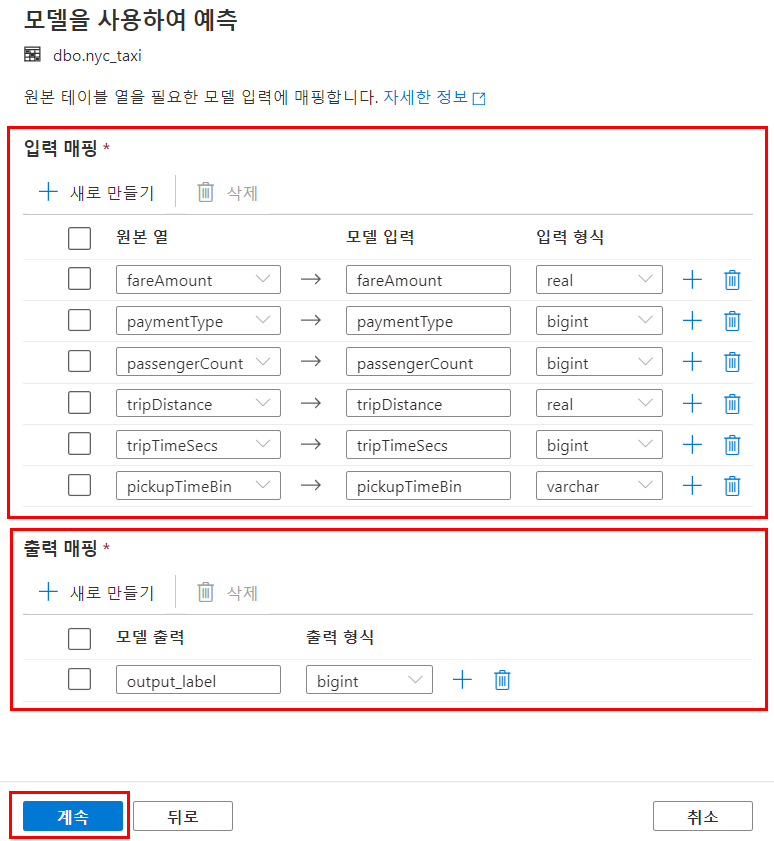 모델을 사용하여 예측
dbo.nyc_taxi
원본 테이블 열을 필요한 모델 입력에 매핑합니다. 자세한 정보
입력 매핑 *
새로 만들기 삭제
원본 열 모델 입력 입력 형식
fareAmount fareAmount real
paymentType paymentType bigint
passengerCount passengerCount bigint
tripDistance tripDistance real
tripTimeSecs tripTimeSecs bigint
pickupTimeBin pickupTimeBin varchar
출력 매핑 *
새로 만들기 삭제
모델 출력 출력 형식
output_label bigint
계속 뒤로 취소